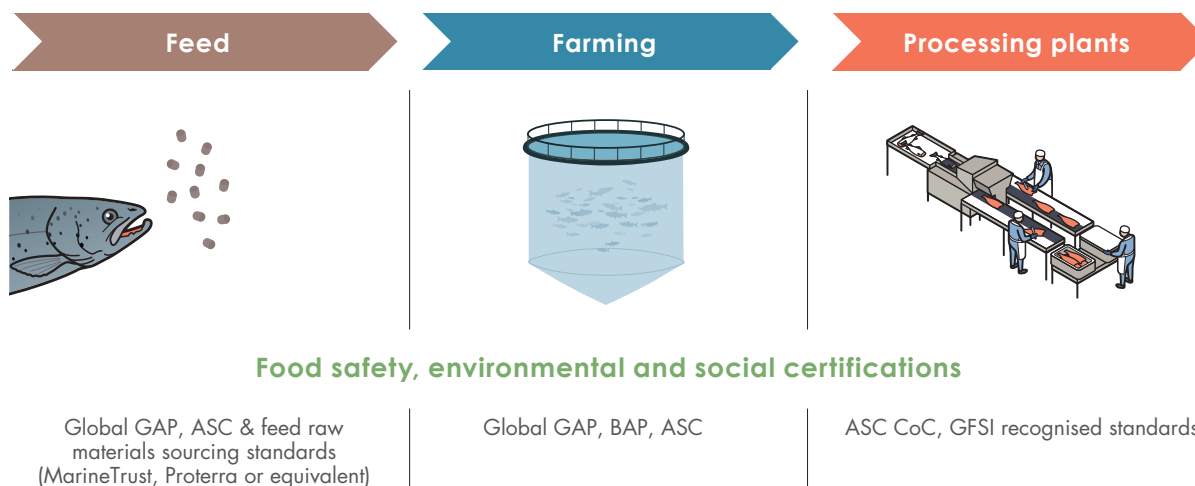 Feed
Farming
Processing plants
Food safety, environmental and social certifications
Global GAP, ASC & feed raw
materials sourcing standards
(MarineTrust, Proterra or equivalent)
Global GAP, BAP, ASC
ASC CoC, GFSI recognised standards